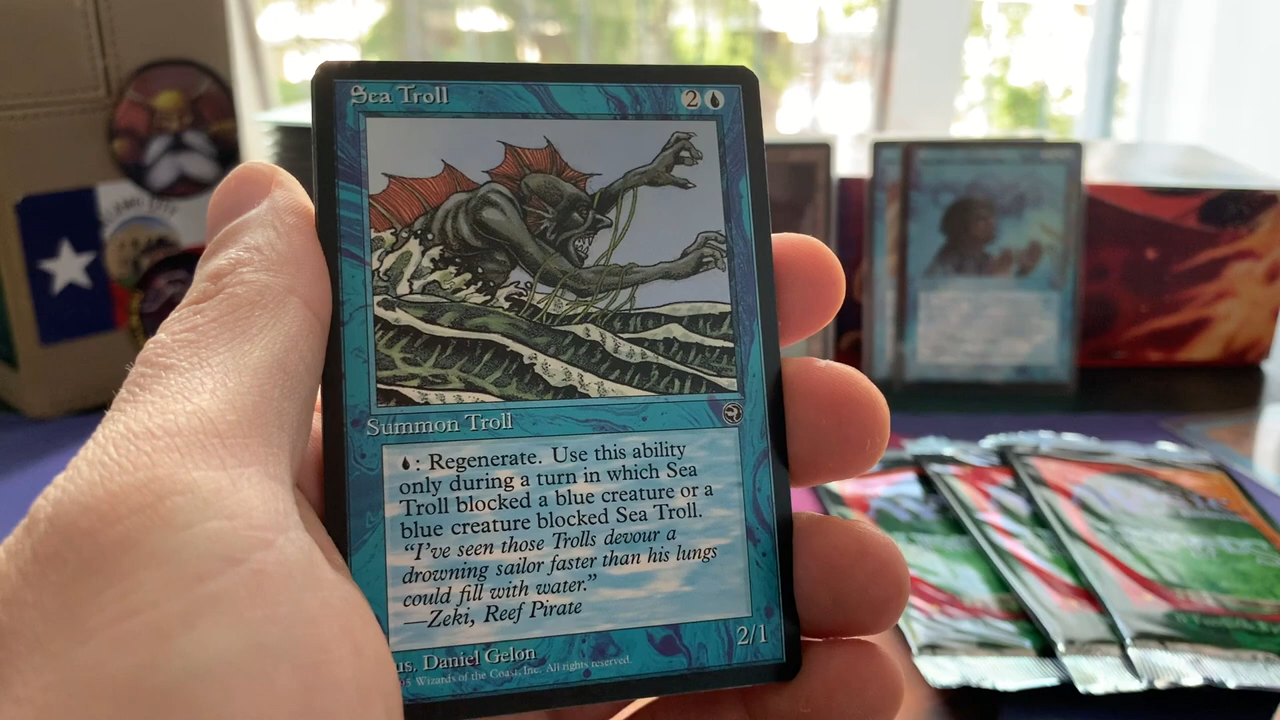 Sea Troll
2
Summon Troll
: Regenerate. Use this ability
only during a turn in which Sea
Troll blocked a blue creature or a
blue creature blocked Sea Troll.
"I've seen those Trolls devour a
drowning sailor faster than his lungs
could fill with water."
—Zeki, Reef Pirate
2/1
us. Daniel Gelon
95 Wizards of the Coast, Inc. All rights reserved.